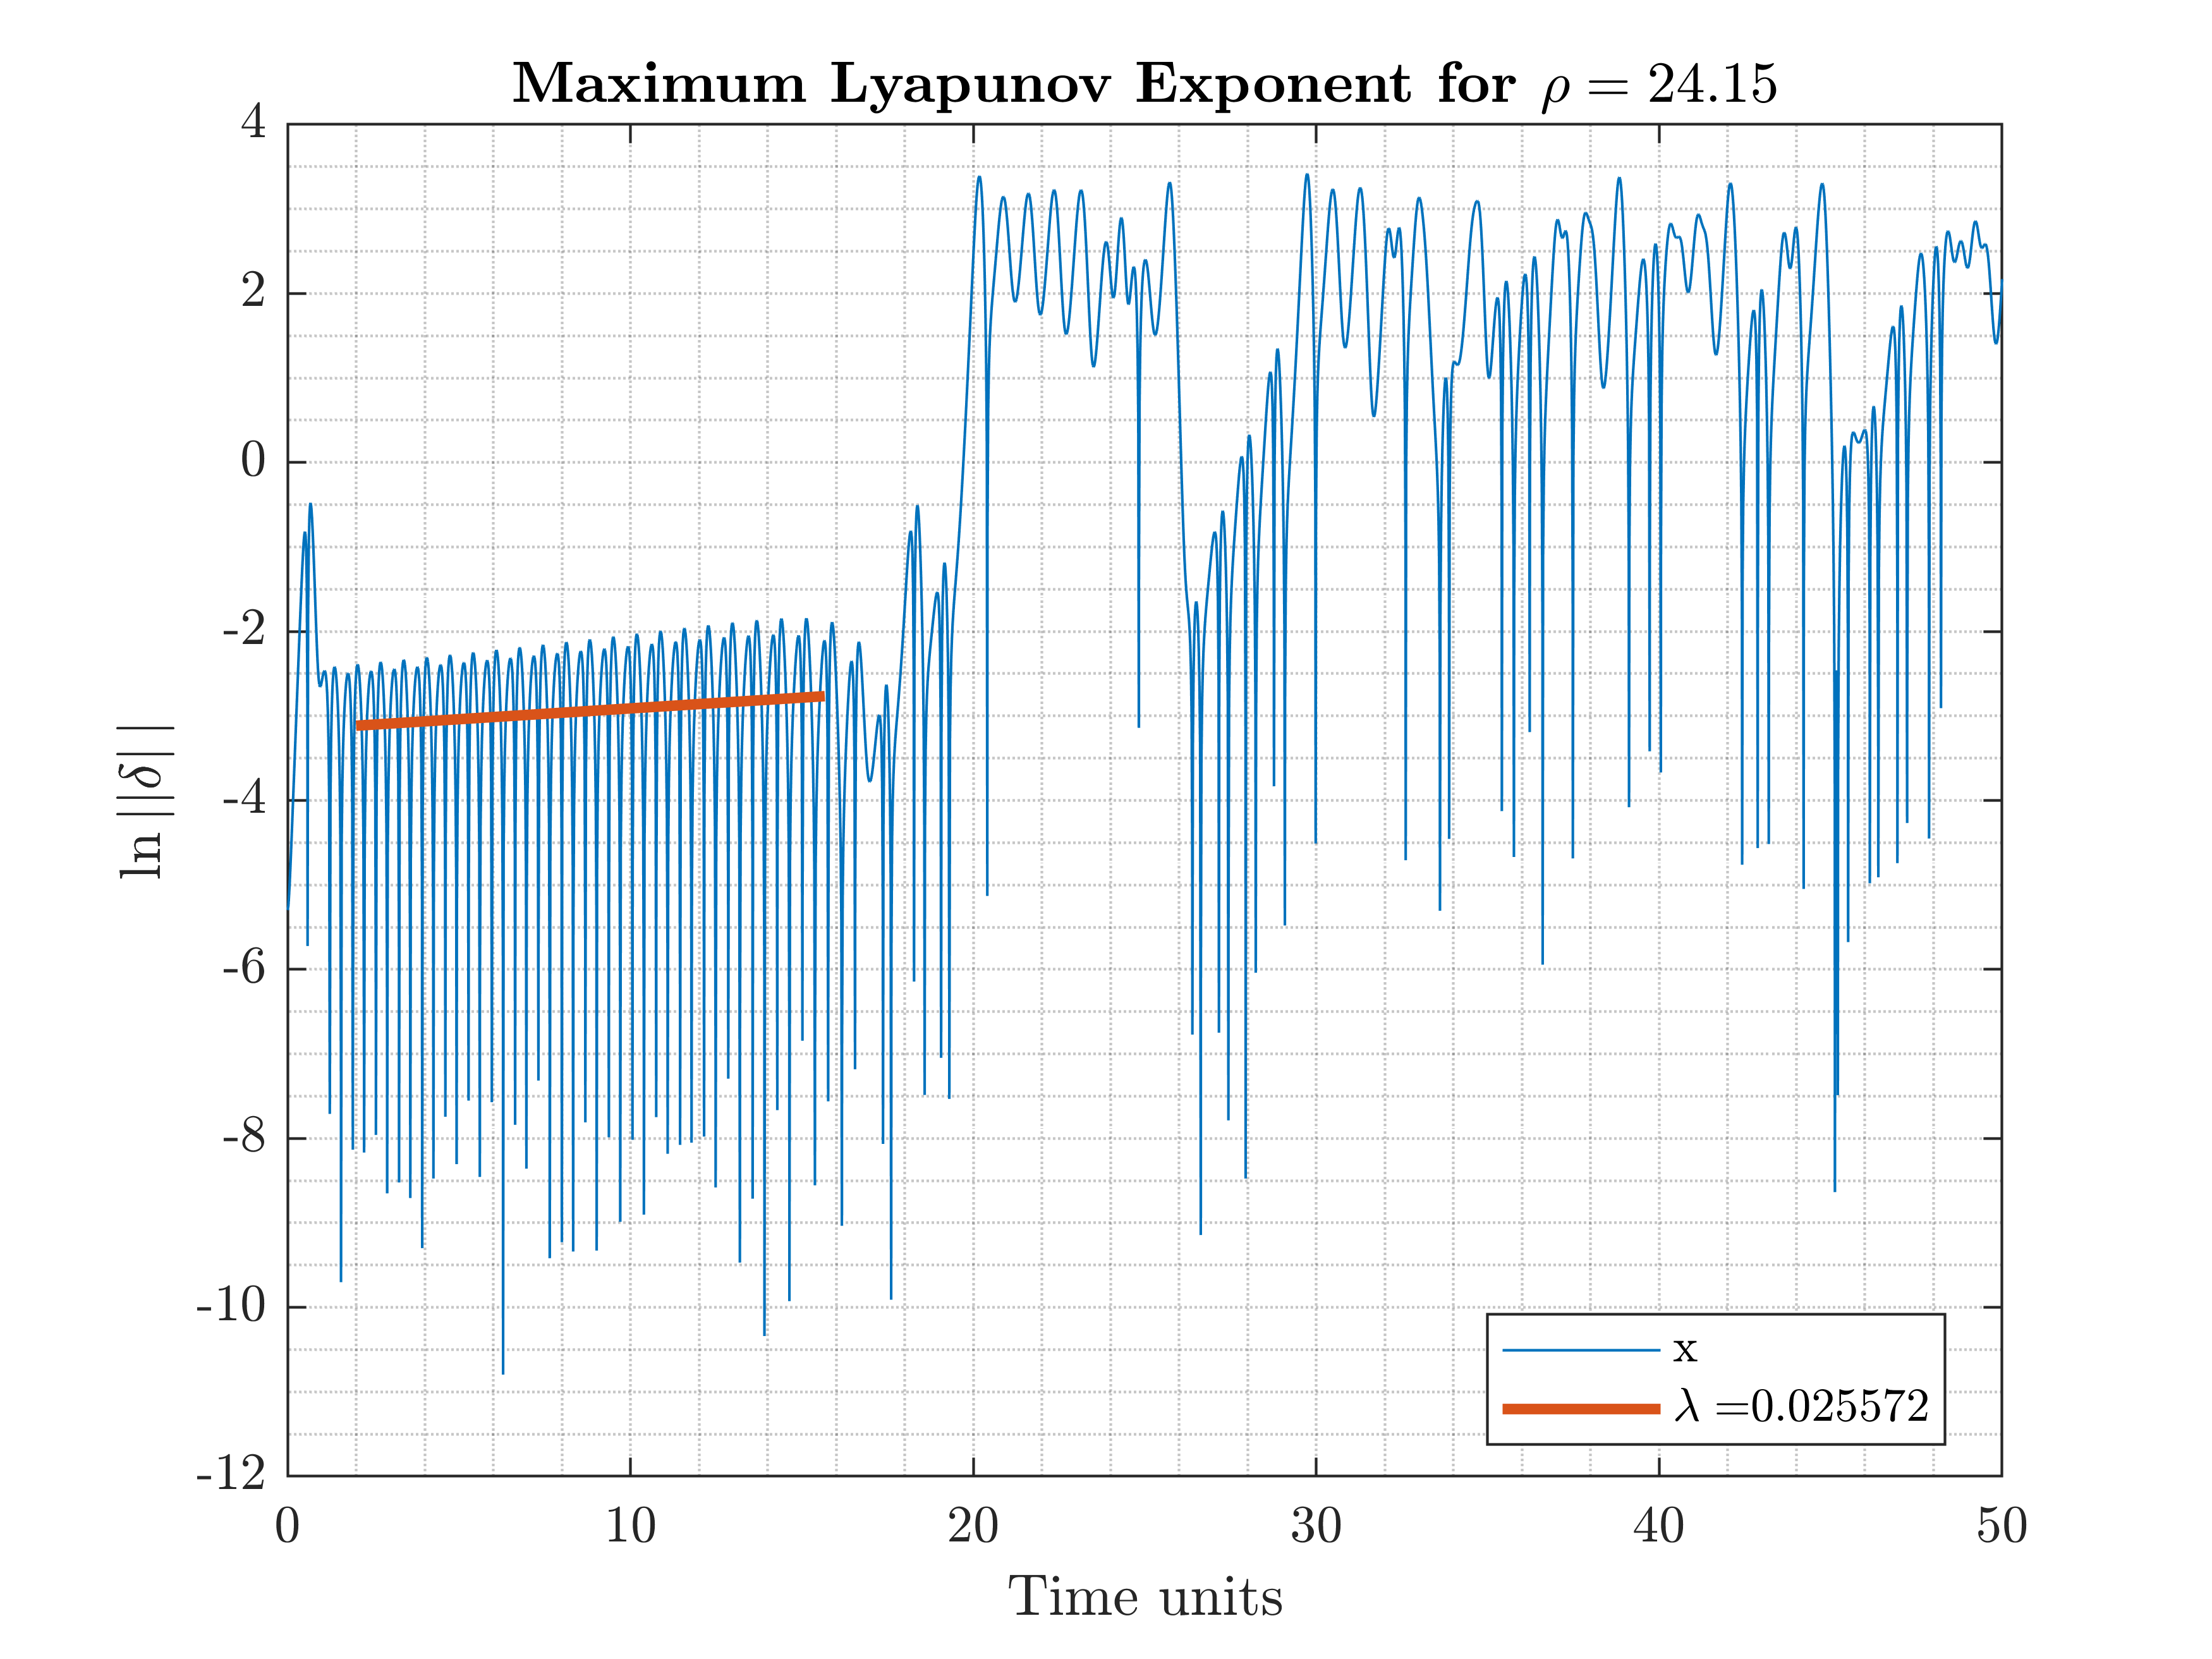 Maximum Lyapunov Exponent for ρ = 24.15
4
2
0
-2
-4
-6
-8
-10
-12
ln ||δ||
0 10 20 30 40 50
Time units
x
λ =0.025572